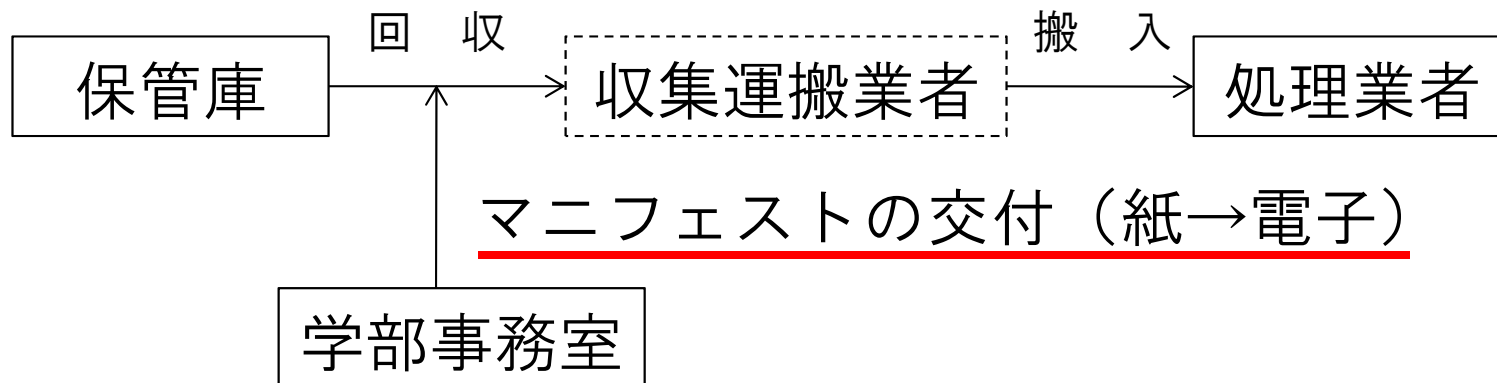 回　収
搬　入
保管庫
収集運搬業者
処理業者
マニフェストの交付（紙→電子）
学部事務室